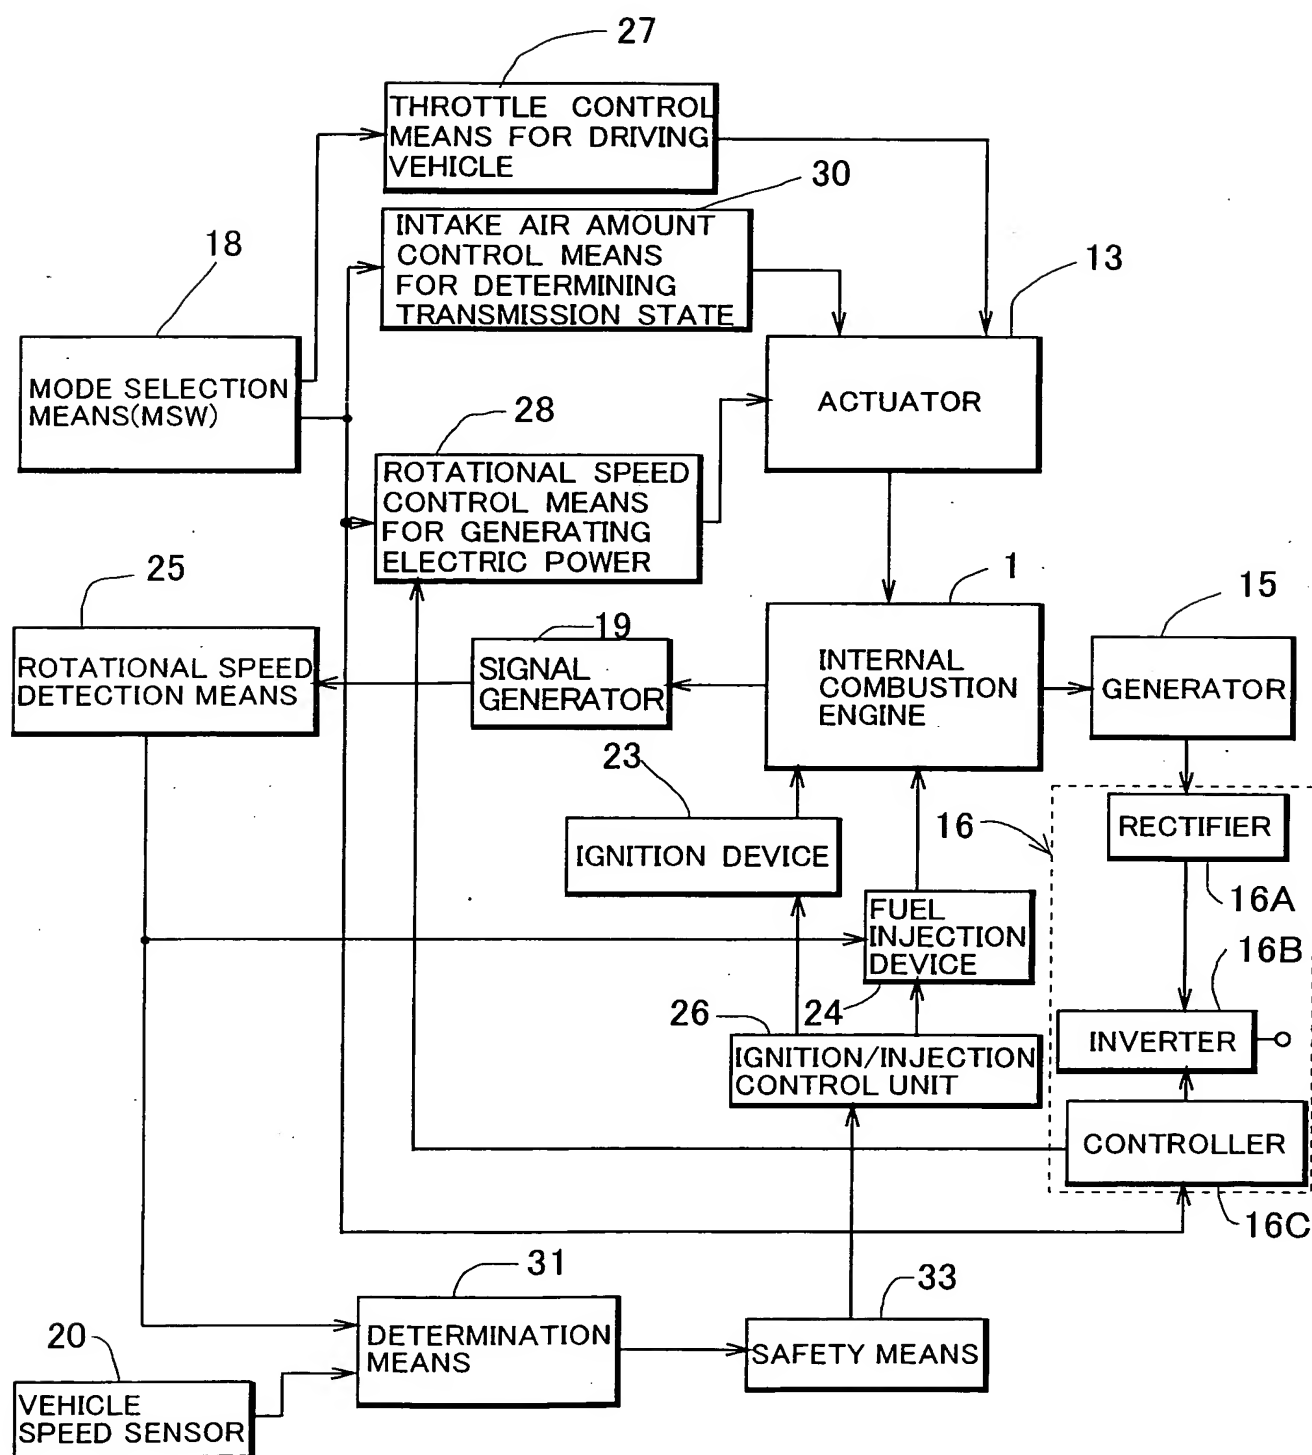 27
THROTTLE CONTROL
MEANS FOR DRIVING
VEHICLE
30
INTAKE AIR AMOUNT
CONTROL MEANS
FOR DETERMINING
TRANSMISSION STATE
18
MODE SELECTION
MEANS(MSW)
13
ACTUATOR
28
ROTATIONAL SPEED
CONTROL MEANS
FOR GENERATING
ELECTRIC POWER
25
ROTATIONAL SPEED
DETECTION MEANS
19
SIGNAL
GENERATOR
1
INTERNAL
COMBUSTION
ENGINE
15
GENERATOR
23
IGNITION DEVICE
16
RECTIFIER
16A
FUEL
INJECTION
DEVICE
24
16B
INVERTER
26
IGNITION/INJECTION
CONTROL UNIT
CONTROLLER
16C
31
DETERMINATION
MEANS
33
SAFETY MEANS
20
VEHICLE
SPEED SENSOR